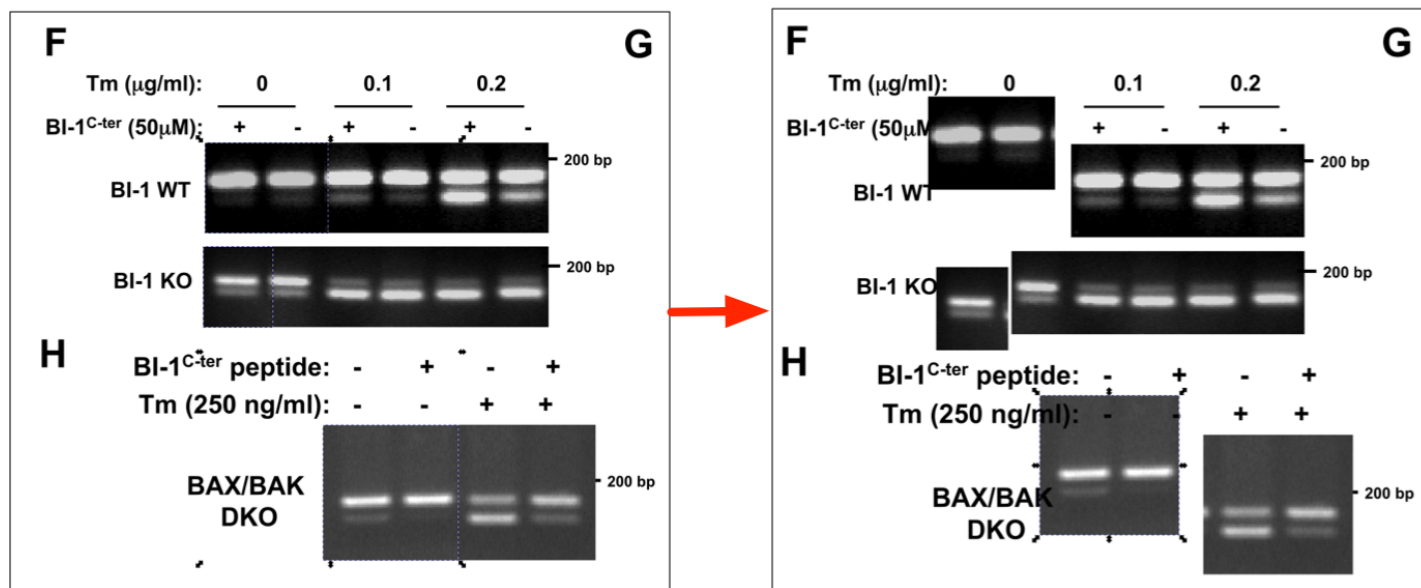 F G
Tm (μg/ml): 0 0.1 0.2
BI-1C-ter (50μM): + - + - + -
200 bp
BI-1 WT
200 bp
BI-1 KO
H
BI-1C-ter peptide: - + - +
Tm (250 ng/ml): - - + +
200 bp
BAX/BAK
DKO
F G
Tm (μg/ml): 0 0.1 0.2
BI-1C-ter (50μM + - + -
200 bp
BI-1 WT
200 bp
BI-1 KO
H
BI-1C-ter peptide: - + - +
Tm (250 ng/ml): - - + +
200 bp
BAX/BAK
DKO